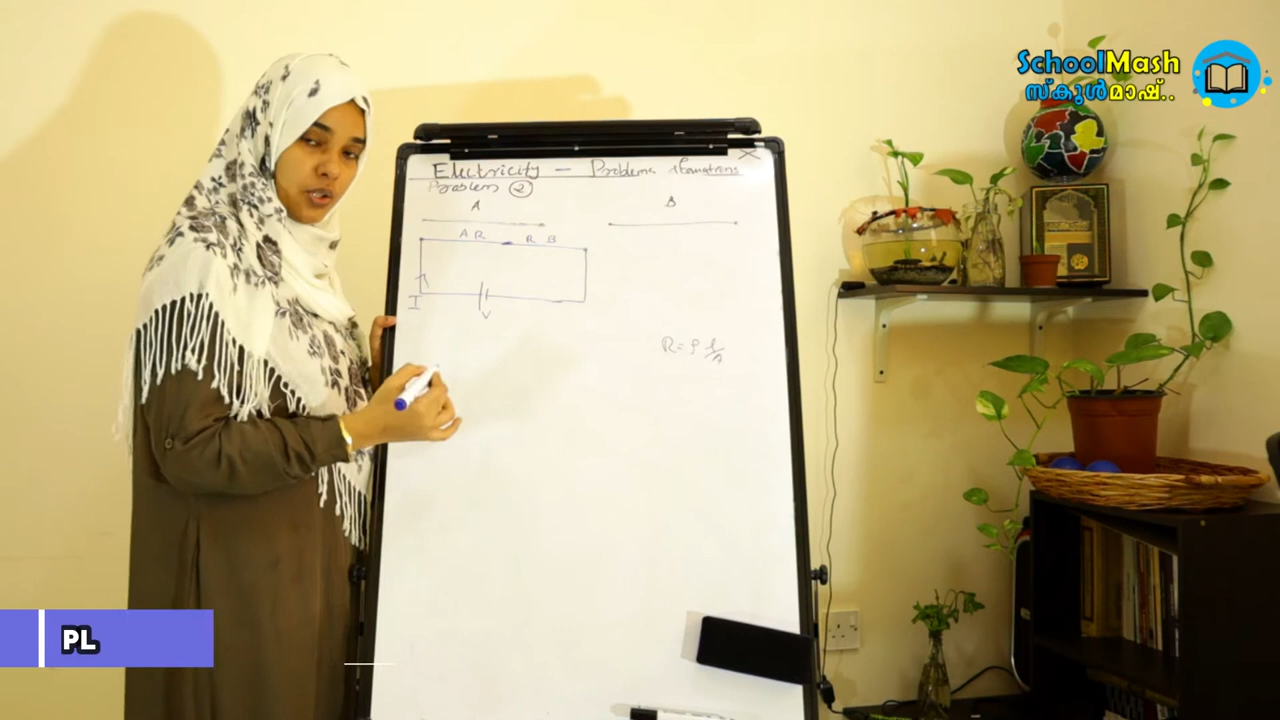 SchoolMash
സ്കൂൾമാഷ്..
Electricity — Problems
Problem ②
A
B
A R
R B
I
V
R = ρ l/A
PL